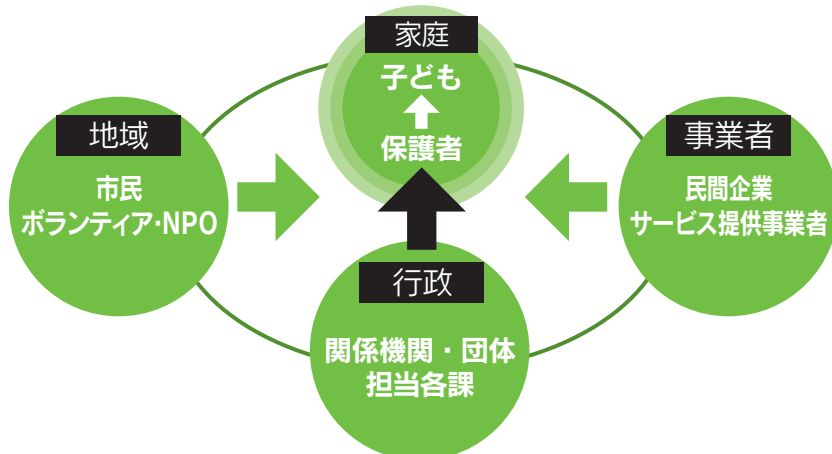 家庭
子ども
保護者
地域
市民
ボランティア・NPO
事業者
民間企業
サービス提供事業者
行政
関係機関・団体
担当各課